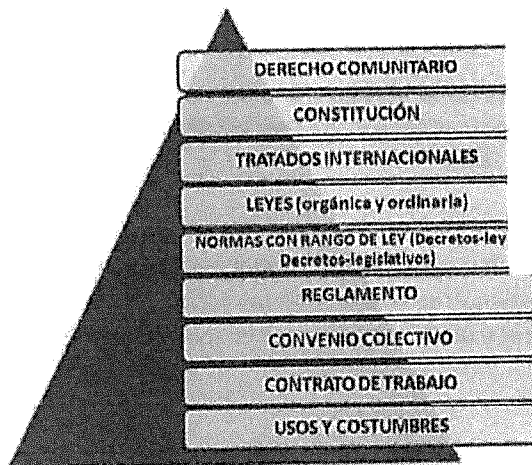 DERECHO COMUNITARIO
CONSTITUCIÓN
TRATADOS INTERNACIONALES
LEYES (orgánica y ordinaria)
NORMAS CON RANGO DE LEY (Decretos-ley
Decretos-legislativos)
REGLAMENTO
CONVENIO COLECTIVO
CONTRATO DE TRABAJO
USOS Y COSTUMBRES